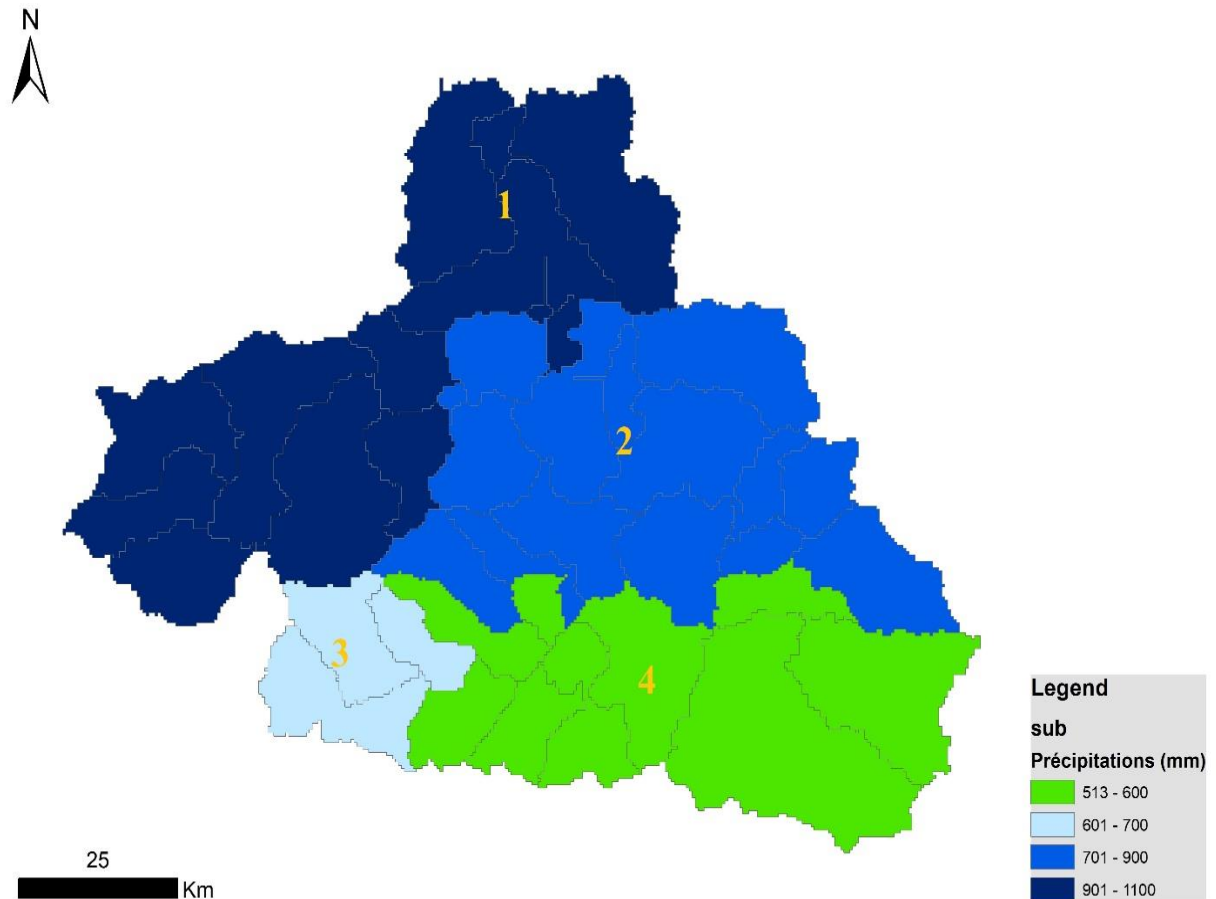 N
1
2
3
4
Legend
sub
Précipitations (mm)
513 - 600
601 - 700
701 - 900
901 - 1100
25
Km